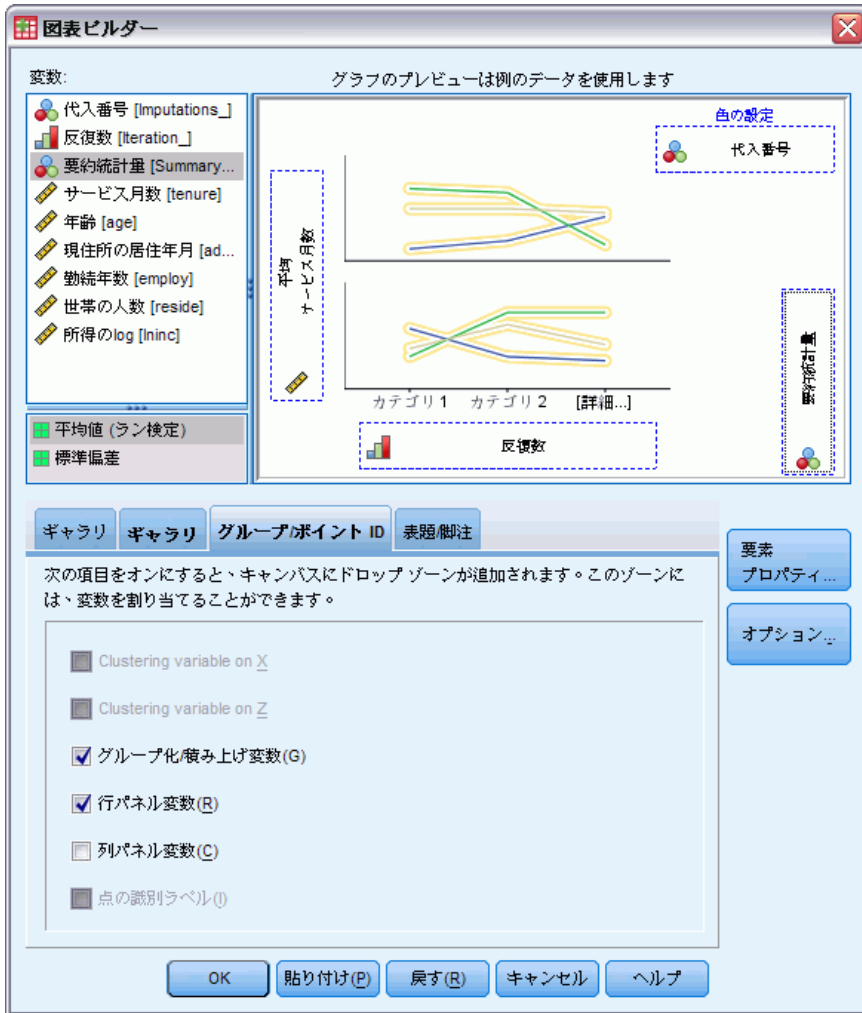 図表ビルダー
変数:
グラフのプレビューは例のデータを使用します
代入番号 [Imputations_]
反復数 [Iteration_]
要約統計量 [Summary...
サービス月数 [tenure]
年齢 [age]
現住所の居住年月 [ad...
勤続年数 [employ]
世帯の人数 [reside]
所得のlog [lninc]
平均値 (ラン検定)
標準偏差
色の設定
代入番号
平均
サービス月数
カテゴリ 1 カテゴリ 2 [詳細...]
反復数
要約統計量
ギャラリ ギャラリ グループ/ポイント ID 表題/脚注
次の項目をオンにすると、キャンバスにドロップ ゾーンが追加されます。このゾーンに
は、変数を割り当てることができます。
Clustering variable on X
Clustering variable on Z
グループ化/積み上げ変数(G)
行パネル変数(R)
列パネル変数(C)
点の識別ラベル(I)
要素
プロパティ...
オプション...
OK 貼り付け(P) 戻す(R) キャンセル ヘルプ